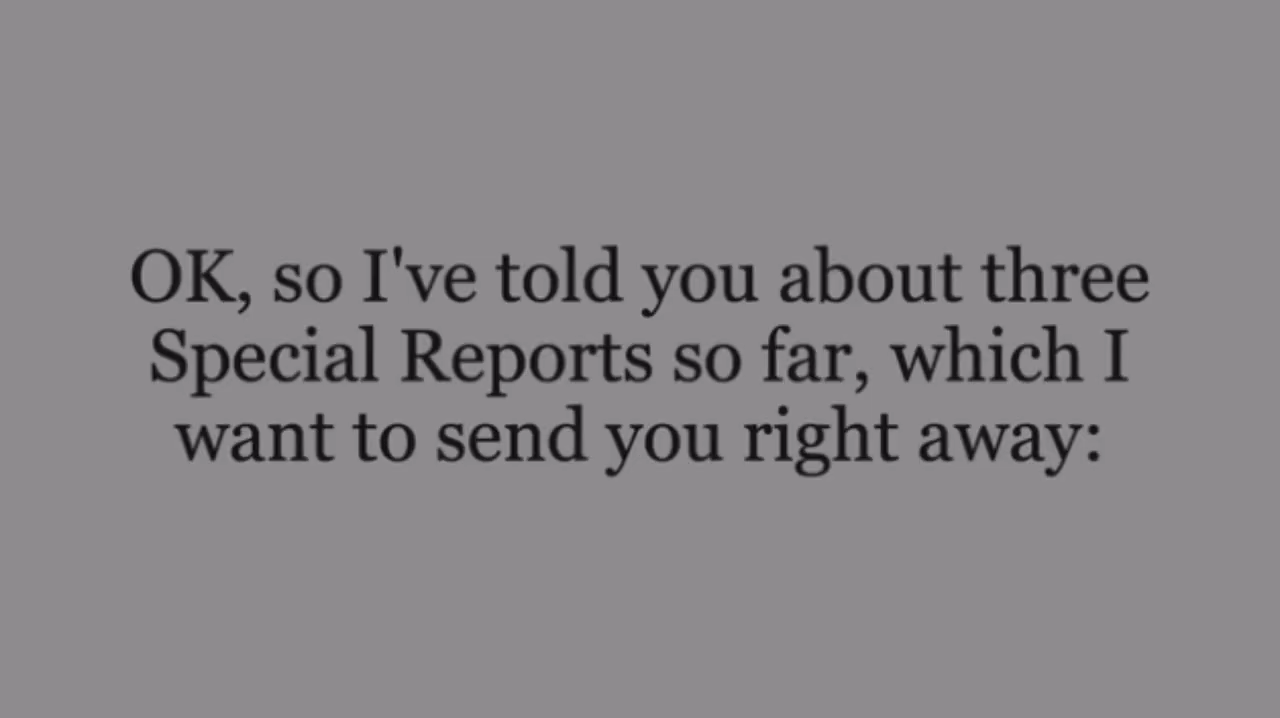 OK, so I've told you about three
Special Reports so far, which I
want to send you right away: